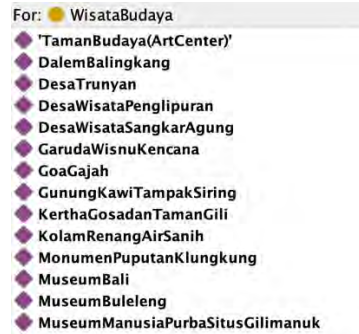 For: WisataBudaya
'TamanBudaya(ArtCenter)'
DalemBalingkang
DesaTrunyan
DesaWisataPenglipuran
DesaWisataSangkarAgung
GarudaWisnuKencana
GoaGajah
GunungKawiTampakSiring
KerthaGosadanTamanGili
KolamRenangAirSanih
MonumenPuputanKlungkung
MuseumBali
MuseumBuleleng
MuseumManusiaPurbaSitusGilimanuk